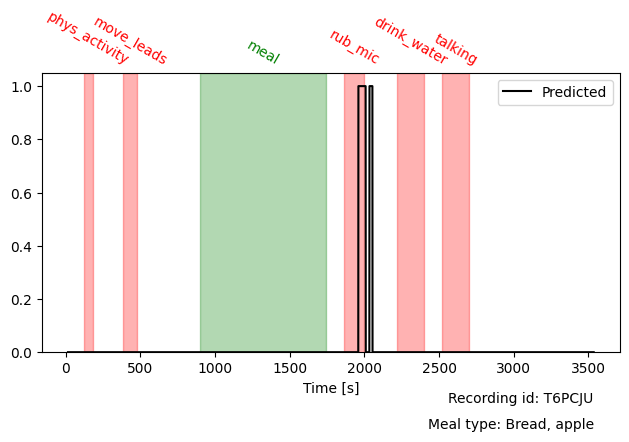 phys_activity
move_leads
meal
rub_mic
drink_water
talking
Predicted
1.0
0.8
0.6
0.4
0.2
0.0
0 500 1000 1500 2000 2500 3000 3500
Time [s]
Recording id: T6PCJU
Meal type: Bread, apple